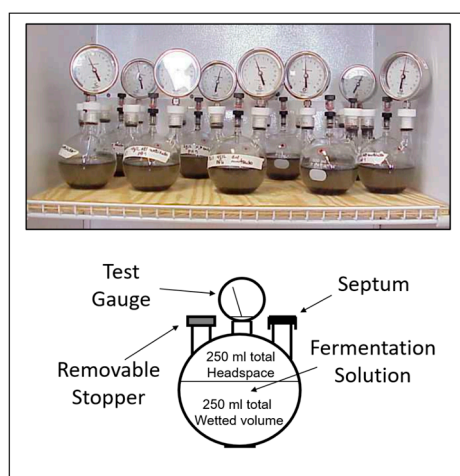 Test
Gauge
Septum
Removable
Stopper
250 ml total
Headspace
250 ml total
Wetted volume
Fermentation
Solution